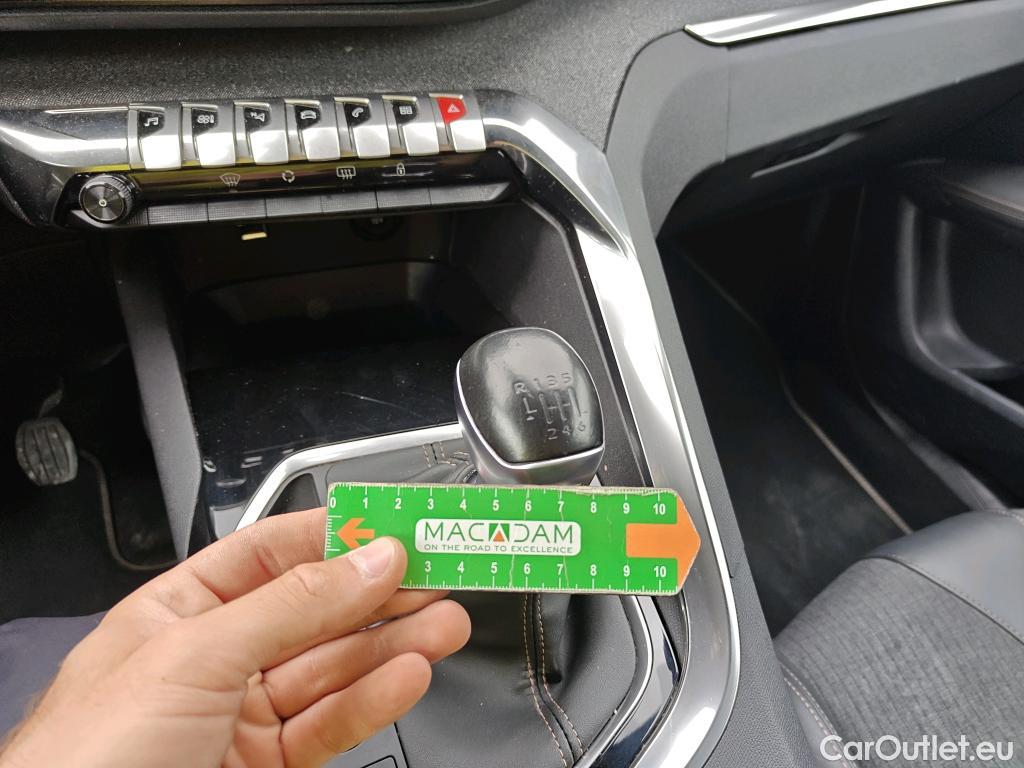 R 1 3 5
2 4 6
0 1 2 3 4 5 6 7 8 9 10
MACADAM
ON THE ROAD TO EXCELLENCE
3 4 5 6 7 8 9 10
CarOutlet.eu